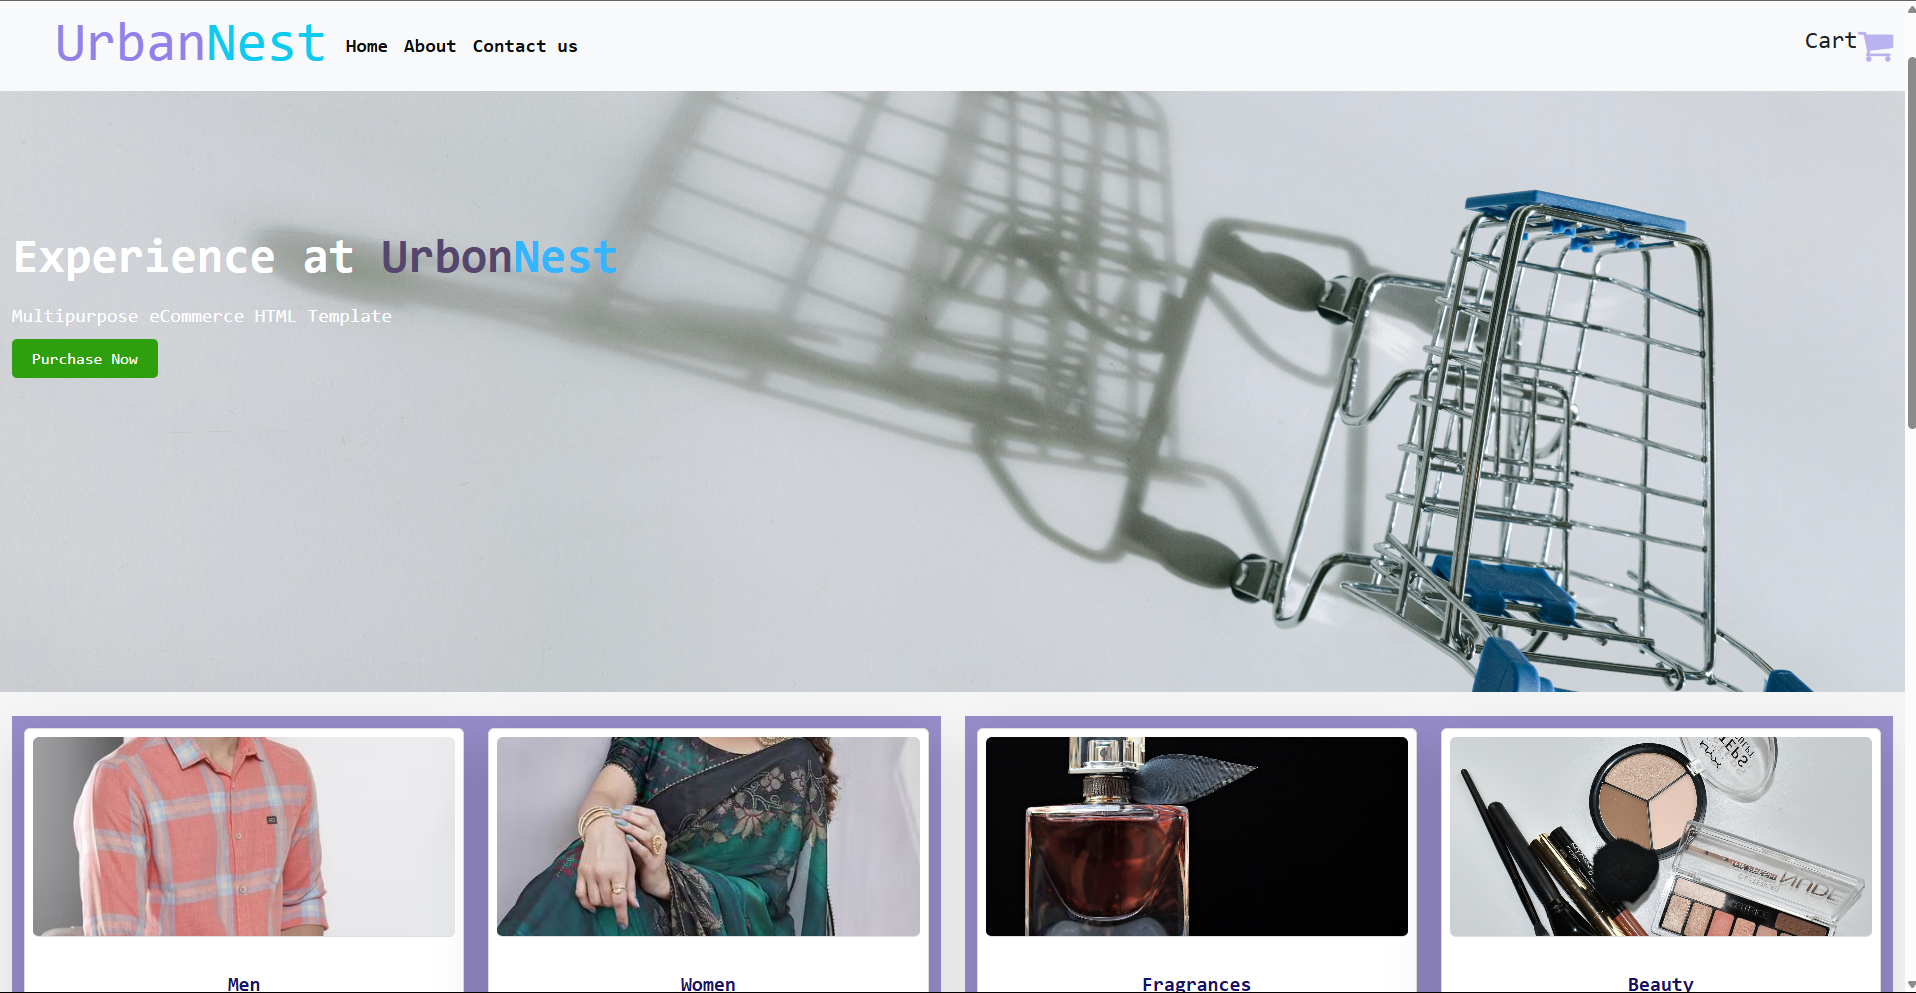 UrbanNest Home About Contact us Cart
Experience at UrbonNest
Multipurpose eCommerce HTML Template
Purchase Now
NUDE
Men Women Fragrances Beauty